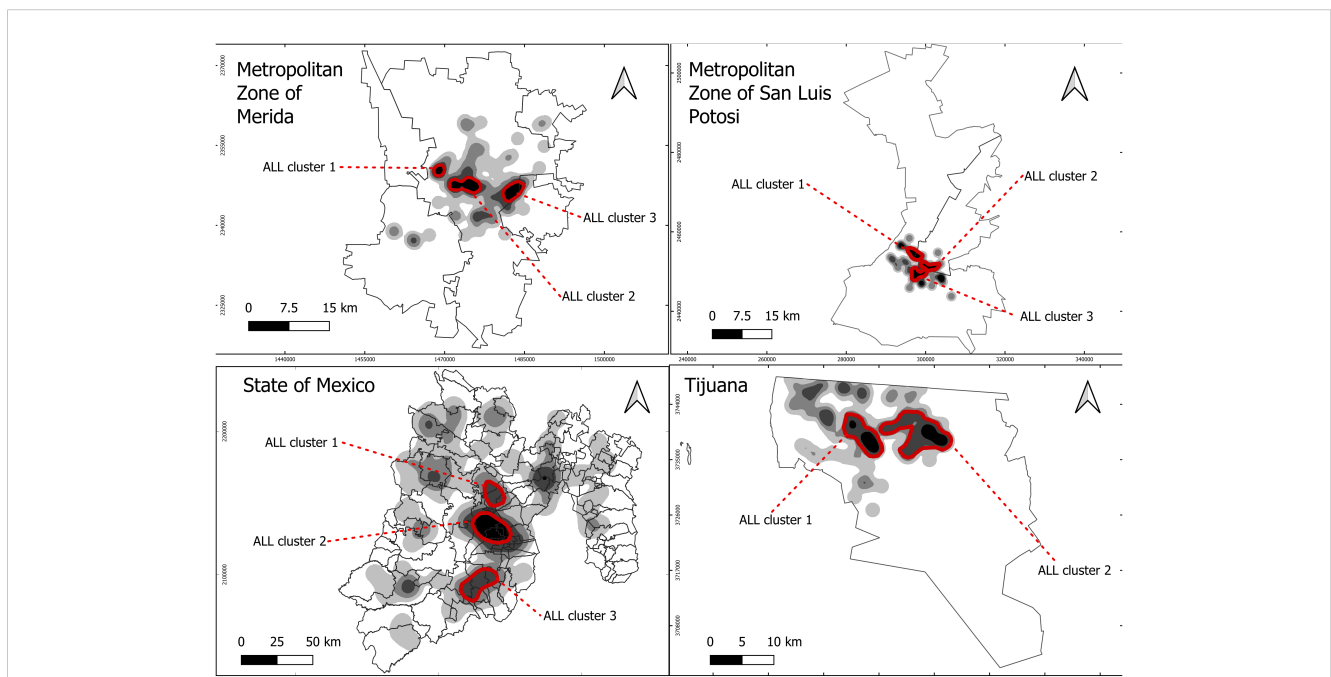 Metropolitan
Zone of
Merida
ALL cluster 1
ALL cluster 3
ALL cluster 2
0 7.5 15 km
2370000
2355000
2340000
2325000
1440000 1455000 1470000 1485000 1500000
Metropolitan
Zone of San Luis
Potosi
ALL cluster 1
ALL cluster 2
ALL cluster 3
0 7.5 15 km
2500000
2480000
2460000
2440000
240000 260000 280000 300000 320000 340000
State of Mexico
ALL cluster 1
ALL cluster 2
ALL cluster 3
0 25 50 km
2200000
2100000
Tijuana
ALL cluster 1
ALL cluster 2
0 5 10 km
3744000
3735000
3726000
3717000
3708000